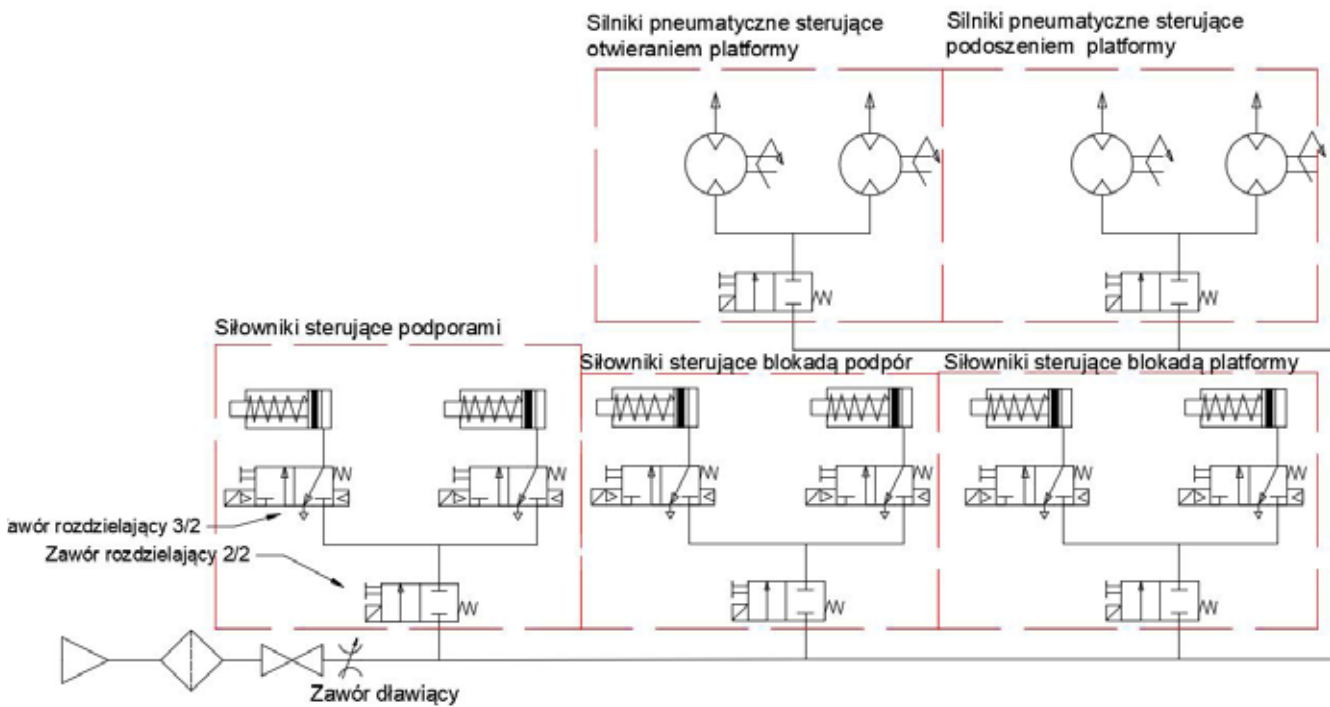 Silniki pneumatyczne sterujące
otwieraniem platformy
Silniki pneumatyczne sterujące
podoszeniem platformy
Siłowniki sterujące podporami
Siłowniki sterujące blokadą podpór
Siłowniki sterujące blokadą platformy
awór rozdzielający 3/2
Zawór rozdzielający 2/2
Zawór dławiący